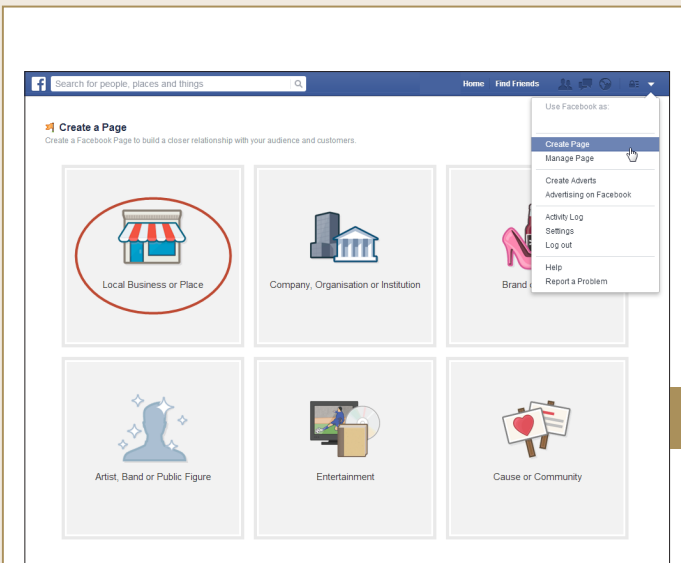 f
Search for people, places and things
Home
Find Friends
Use Facebook as:
Create Page
Manage Page
Create Adverts
Advertising on Facebook
Activity Log
Settings
Log out
Help
Report a Problem
Create a Page
Create a Facebook Page to build a closer relationship with your audience and customers.
Local Business or Place
Company, Organisation or Institution
Brand
Artist, Band or Public Figure
Entertainment
Cause or Community